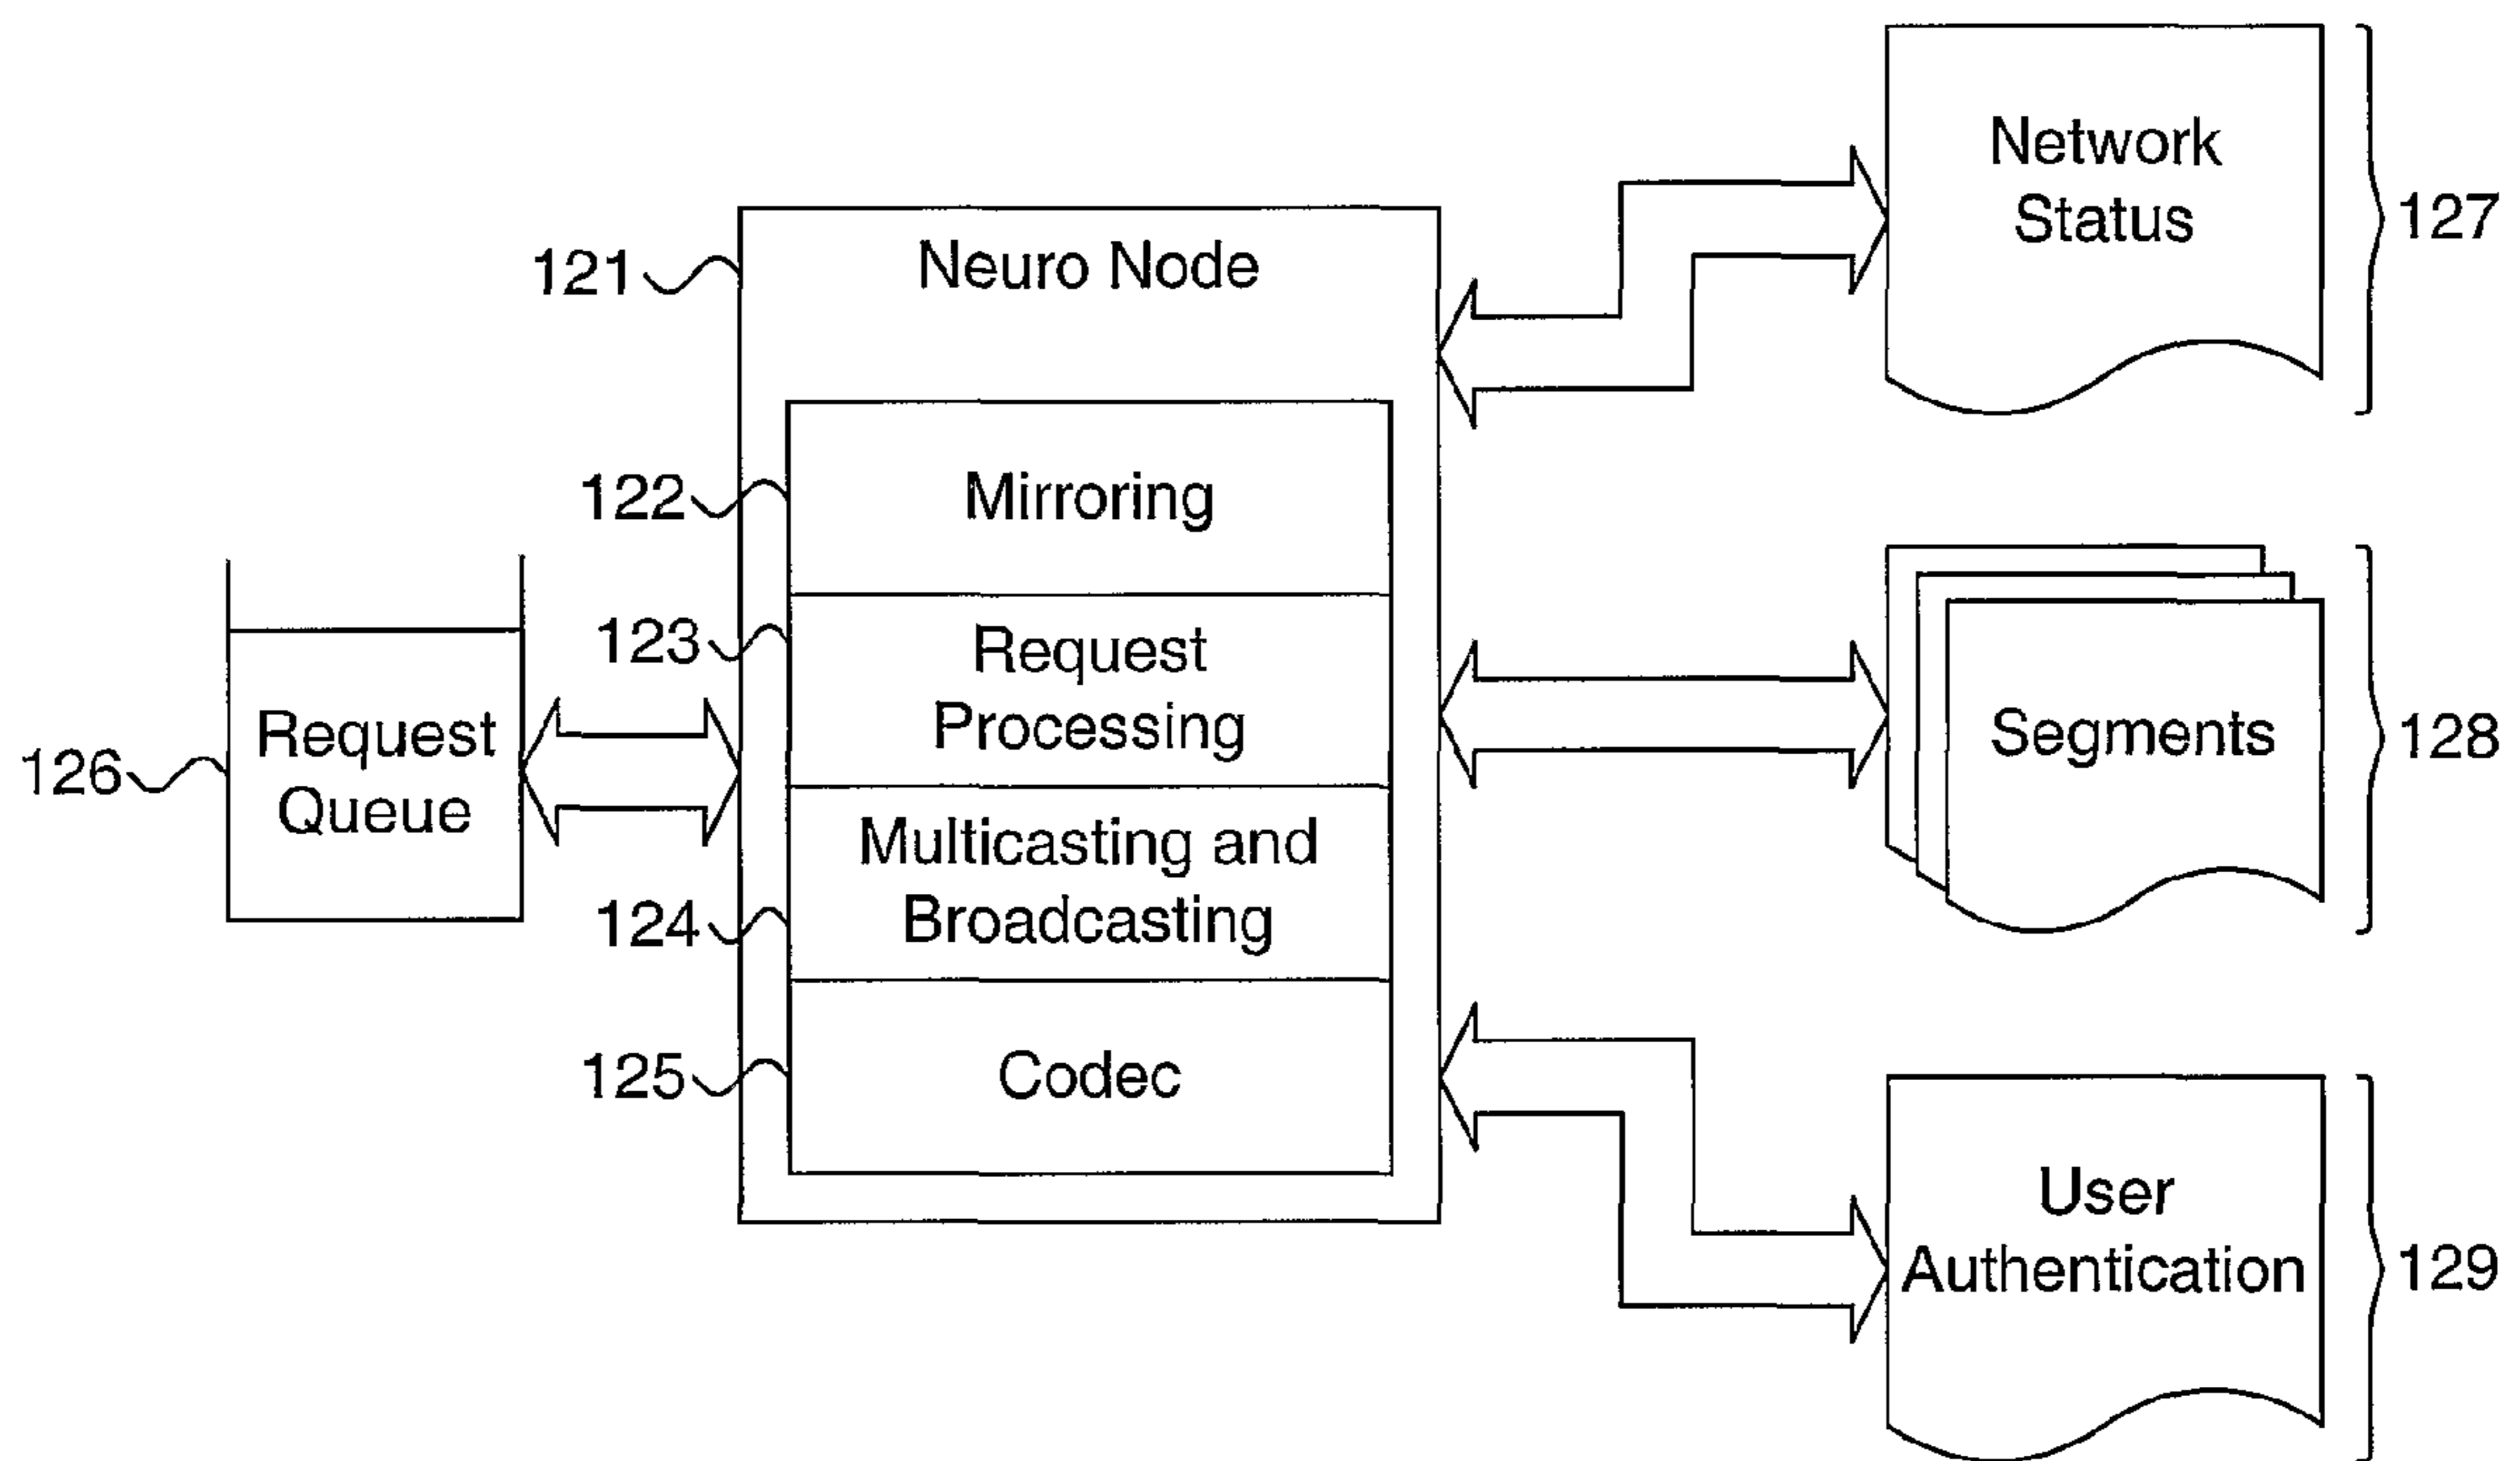 Network
Status
127
121
Neuro Node
122
Mirroring
123
Request
Processing
126
Request
Queue
Segments
128
124
Multicasting and
Broadcasting
125
Codec
User
Authentication
129